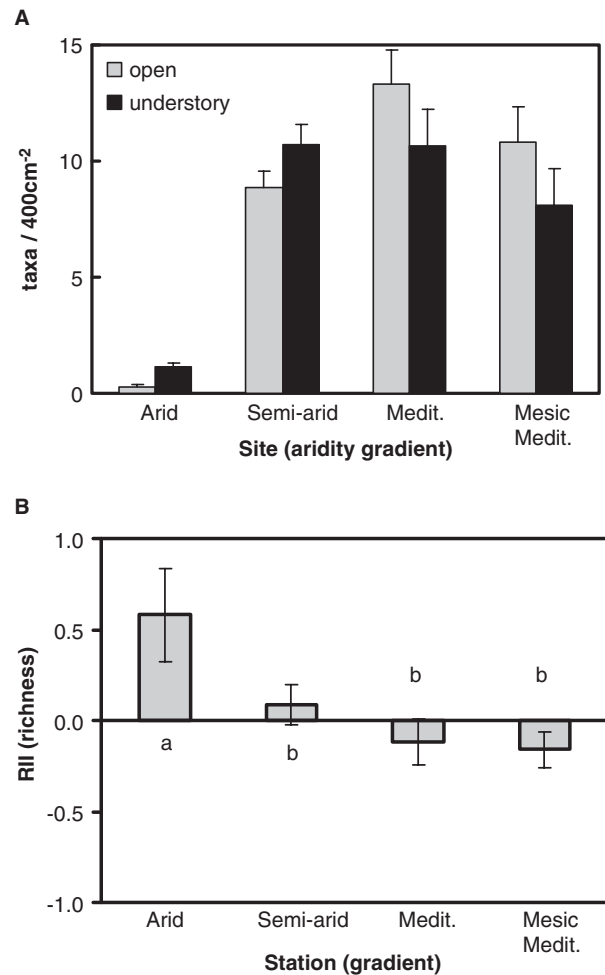 A
15
open
understory
10
5
0
taxa / 400cm-2
Arid
Semi-arid
Medit.
Mesic
Medit.
Site (aridity gradient)
B
1.0
0.5
0.0
-0.5
-1.0
RII (richness)
a
b
b
b
Arid
Semi-arid
Medit.
Mesic
Medit.
Station (gradient)